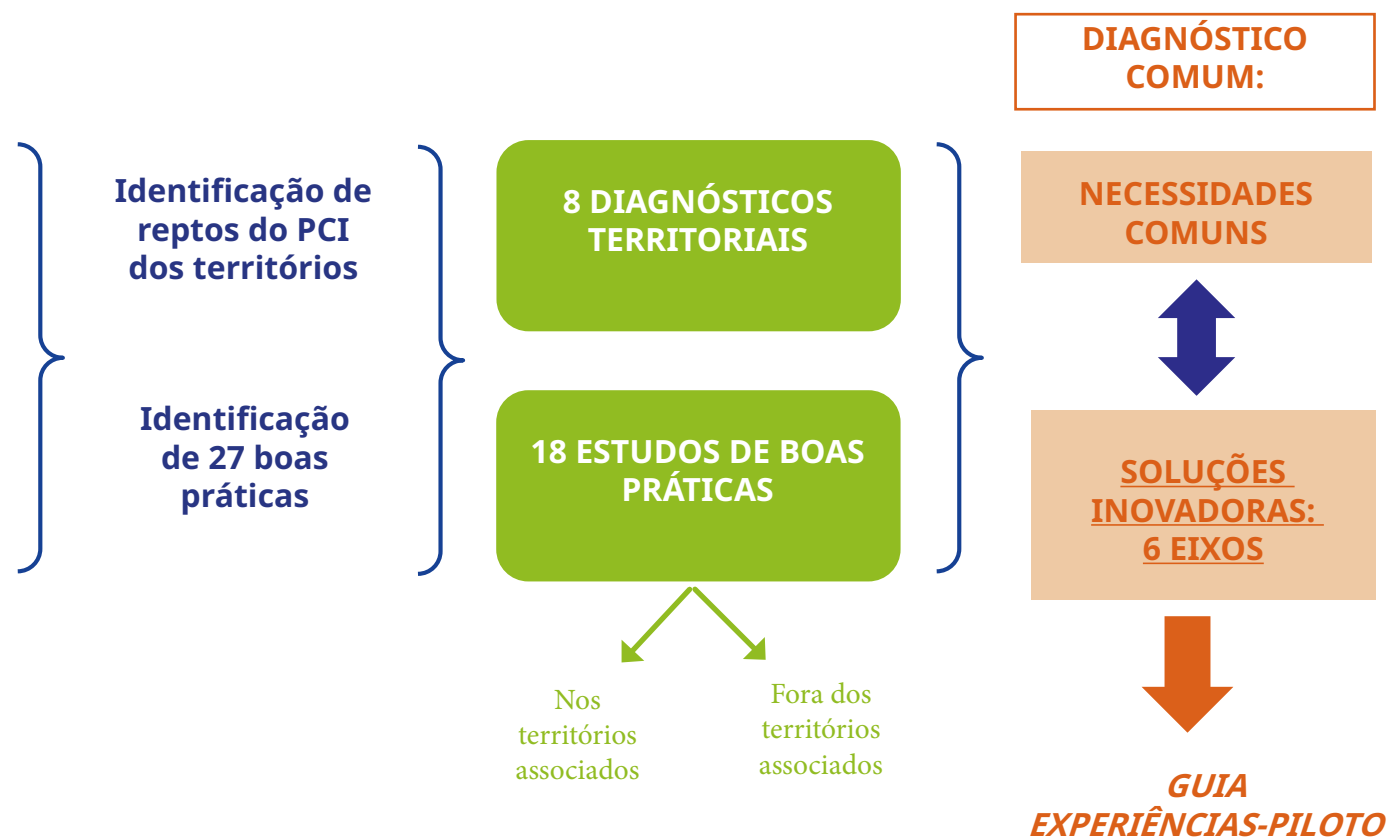 Identificação de
reptos do PCI
dos territórios
Identificação
de 27 boas
práticas
8 DIAGNÓSTICOS
TERRITORIAIS
18 ESTUDOS DE BOAS
PRÁTICAS
Nos
territórios
associados
Fora dos
territórios
associados
DIAGNÓSTICO
COMUM:
NECESSIDADES
COMUNS
SOLUÇÕES
INOVADORAS:
6 EIXOS
GUIA
EXPERIÊNCIAS-PILOTO